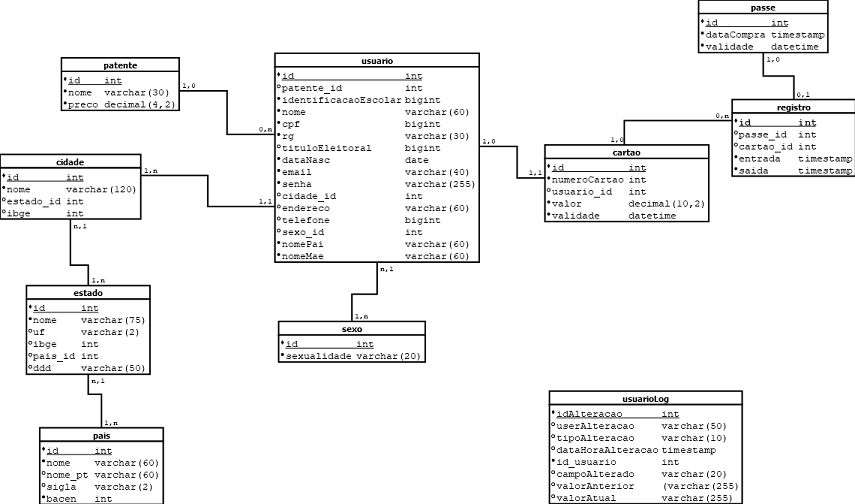 passe
id int
dataCompra timestamp
validade datetime
patente
id int
nome varchar(30)
preco decimal(4,2)
1,0
0,n
usuario
id int
patente_id int
identificacaoEscolar bigint
nome varchar(60)
cpf bigint
rg varchar(30)
tituloEleitoral bigint
dataNasc date
email varchar(40)
senha varchar(255)
cidade_id int
endereco varchar(60)
telefone bigint
sexo_id int
nomePai varchar(60)
nomeMae varchar(60)
1,0
0,1
registro
id int
passe_id int
cartao_id int
entrada timestamp
saida timestamp
0,n
1,0
1,0
1,1
cartao
id int
numeroCartao int
usuario_id int
valor decimal(10,2)
validade datetime
cidade
id int
nome varchar(120)
estado_id int
ibge int
1,n
1,1
n,1
1,n
estado
id int
nome varchar(75)
uf varchar(2)
ibge int
pais_id int
ddd varchar(50)
n,1
1,n
sexo
id int
sexualidade varchar(20)
n,1
1,n
pais
id int
nome varchar(60)
nome_pt varchar(60)
sigla varchar(2)
bacen int
usuarioLog
idAlteracao int
userAlteracao varchar(50)
tipoAlteracao varchar(10)
dataHoraAlteracao timestamp
id_usuario int
campoAlterado varchar(20)
valorAnterior (varchar(255)
valorAtual varchar(255)